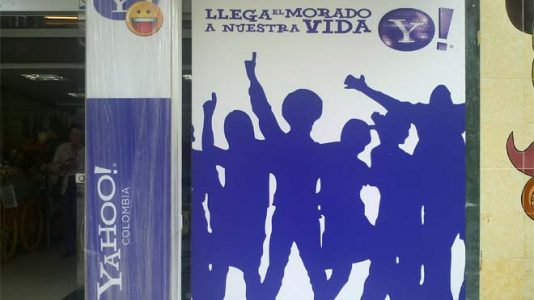 LLEGA EL MORADO
A NUESTRA VIDA
Y!
Y!
YAHOO!
COLOMBIA